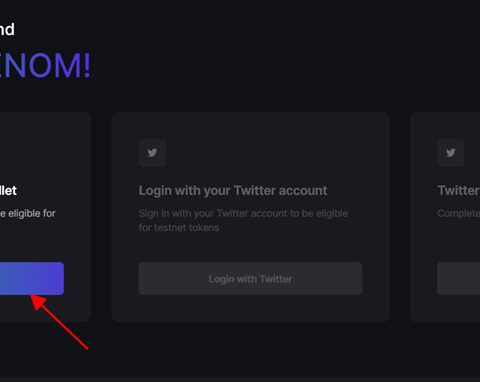 nd
ENOM!
llet
e eligible for
Login with your Twitter account
Sign in with your Twitter account to be eligible
for testnet tokens
Login with Twitter
Twitter
Complete